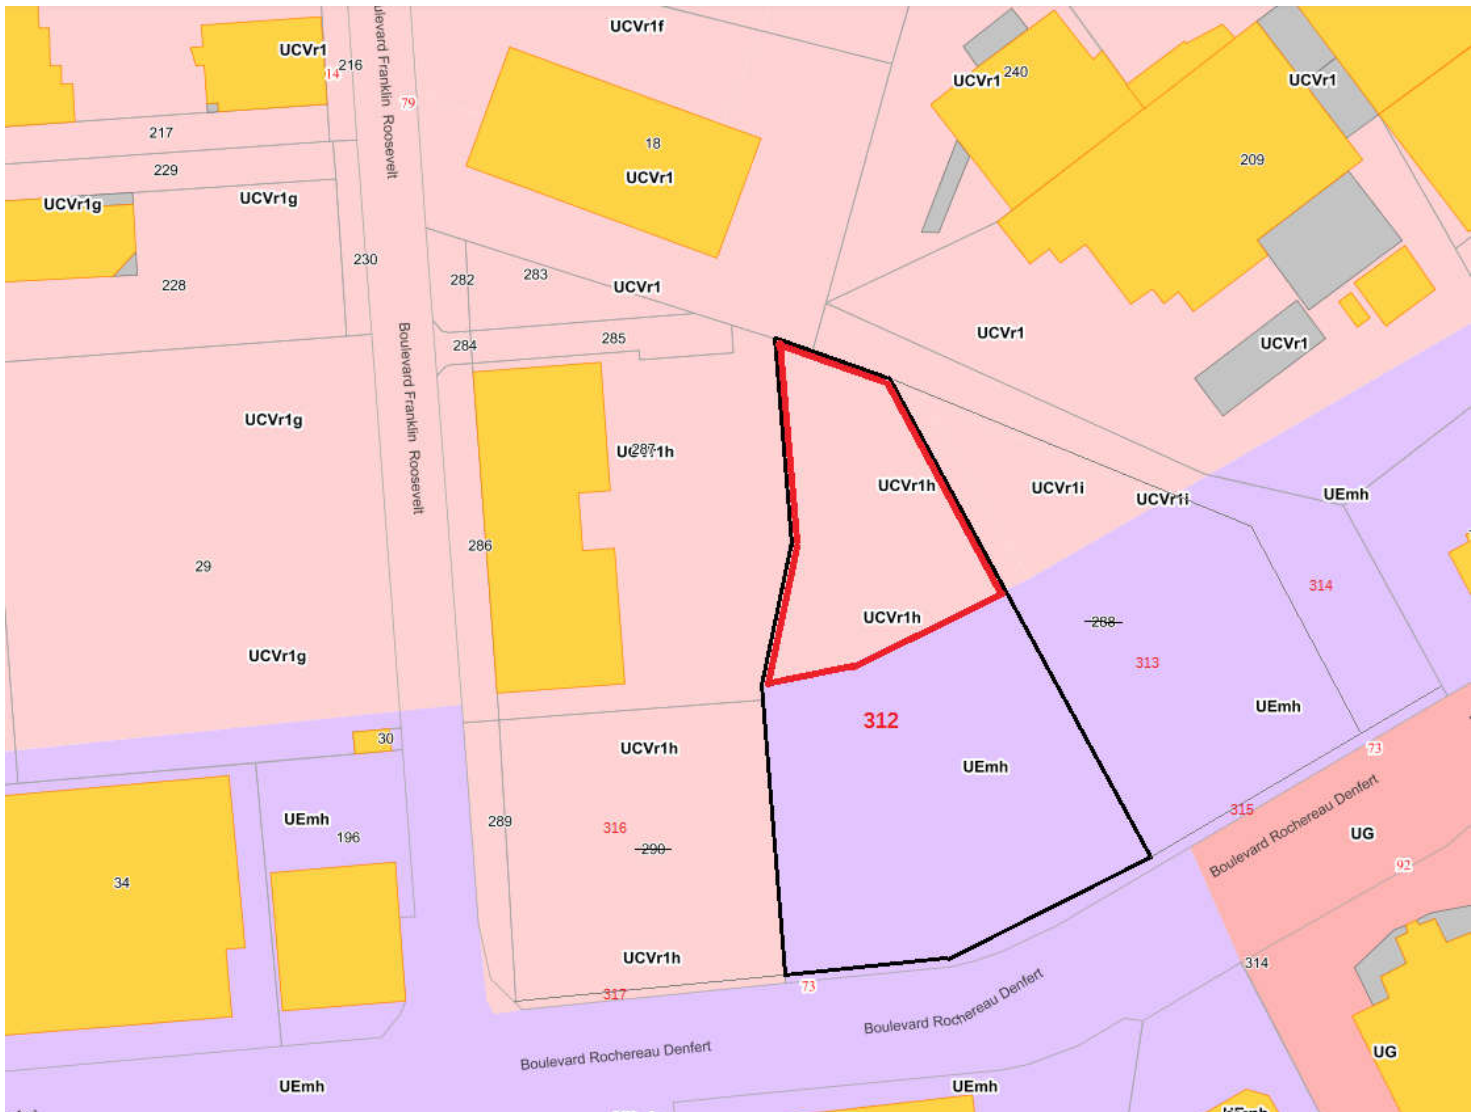 UCVr1f
UCVr1
216
14
79
Boulevard Franklin Roosevelt
240
UCVr1
UCVr1
217
18
209
229
UCVr1
UCVr1g
UCVr1g
230
282
283
228
UCVr1
284
285
UCVr1
UCVr1
Boulevard Franklin Roosevelt
UCVr1g
287
UCVr1h
UCVr1h
UCVr1i
UCVr1i
UEmh
286
29
314
UCVr1h
288
UCVr1g
313
312
UEmh
30
UCVr1h
UEmh
73
315
Boulevard Rochereau Denfert
UEmh
289
316
196
UG
290
92
34
UCVr1h
314
73
317
Boulevard Rochereau Denfert
Boulevard Rochereau Denfert
UG
UEmh
UEmh